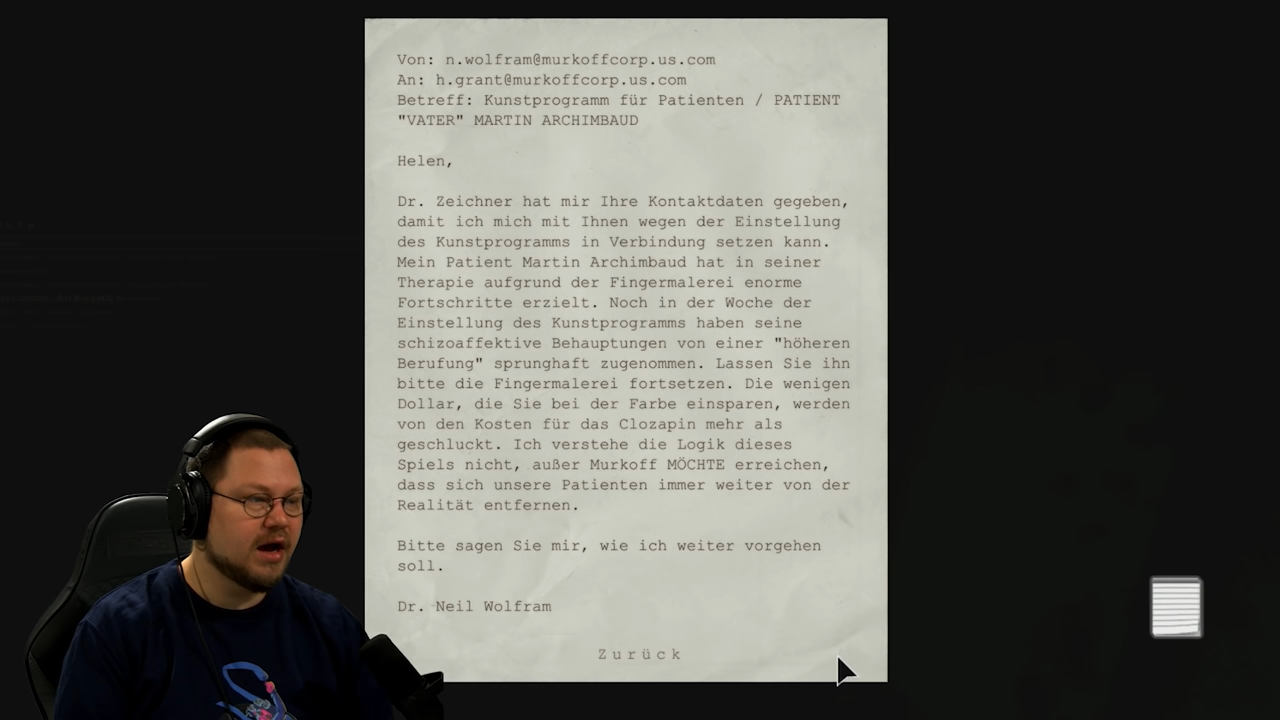 Von: n.wolfram@murkoffcorp.us.com
An: h.grant@murkoffcorp.us.com
Betreff: Kunstprogramm für Patienten / PATIENT
"VATER" MARTIN ARCHIMBAUD
Helen,
Dr. Zeichner hat mir Ihre Kontaktdaten gegeben,
damit ich mich mit Ihnen wegen der Einstellung
des Kunstprogramms in Verbindung setzen kann.
Mein Patient Martin Archimbaud hat in seiner
Therapie aufgrund der Fingermalerei enorme
Fortschritte erzielt. Noch in der Woche der
Einstellung des Kunstprogramms haben seine
schizoaffektive Behauptungen von einer "höheren
Berufung" sprunghaft zugenommen. Lassen Sie ihn
bitte die Fingermalerei fortsetzen. Die wenigen
Dollar, die Sie bei der Farbe einsparen, werden
von den Kosten für das Clozapin mehr als
geschluckt. Ich verstehe die Logik dieses
Spiels nicht, außer Murkoff MÖCHTE erreichen,
dass sich unsere Patienten immer weiter von der
Realität entfernen.
Bitte sagen Sie mir, wie ich weiter vorgehen
soll.
Dr. Neil Wolfram
Zurück